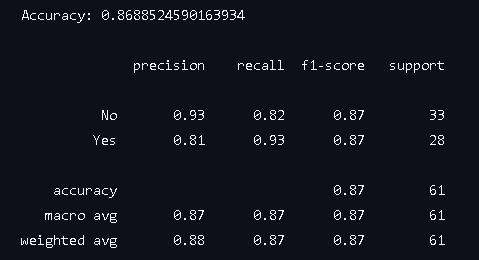 Accuracy: 0.8688524590163934
precision recall f1-score support
No 0.93 0.82 0.87 33
Yes 0.81 0.93 0.87 28
accuracy 0.87 61
macro avg 0.87 0.87 0.87 61
weighted avg 0.88 0.87 0.87 61